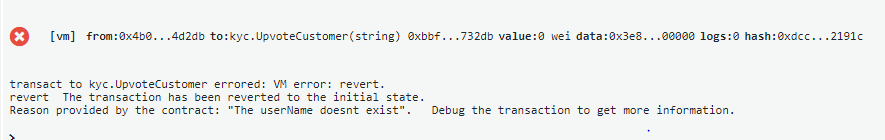 [vm] from:0x4b0...4d2db to:kyc.UpvoteCustomer(string) 0xbbf...732db value:0 wei data:0x3e8...00000 logs:0 hash:0xdcc...2191c
transact to kyc.UpvoteCustomer errored: VM error: revert.
revert The transaction has been reverted to the initial state.
Reason provided by the contract: "The userName doesnt exist". Debug the transaction to get more information.
>